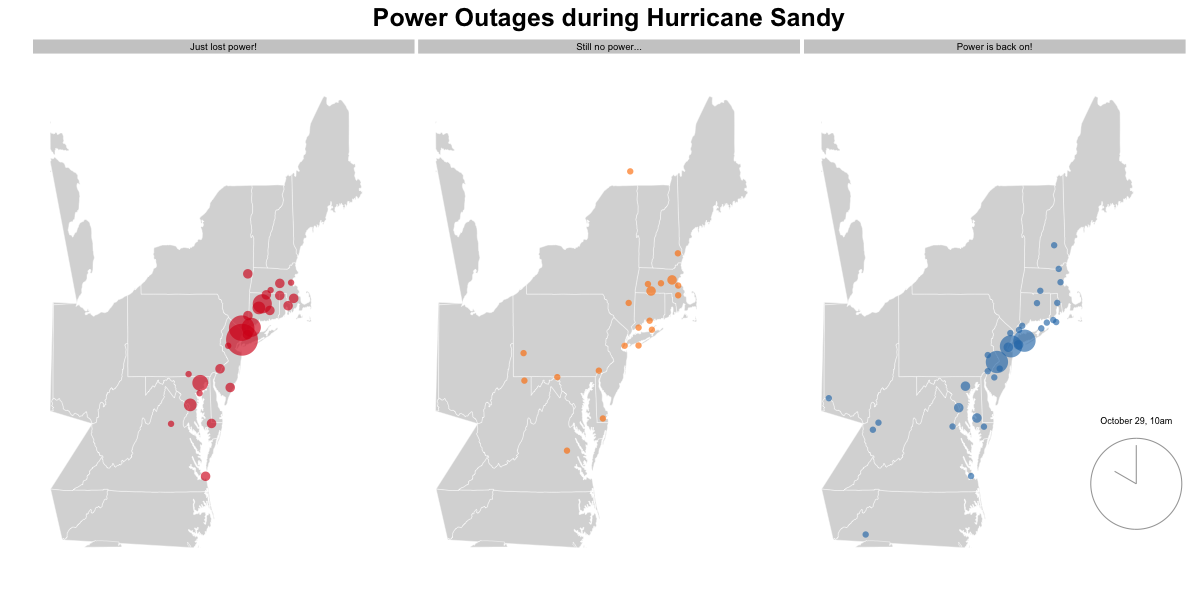 Power Outages during Hurricane Sandy
Just lost power!
Still no power...
Power is back on!
October 29, 10am